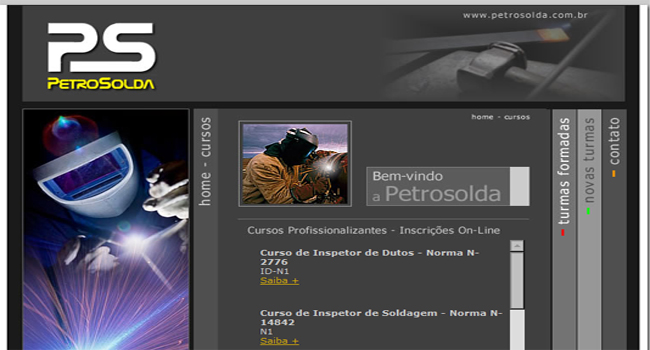 www.petrosolda.com.br
PS
PETROSOLDA
home - cursos
home - cursos
Bem-vindo
a Petrosolda
Cursos Profissionalizantes - Inscrições On-Line
Curso de Inspetor de Dutos - Norma N-
2776
ID-N1
Saiba +
Curso de Inspetor de Soldagem - Norma N-
14842
N1
Saiba +
turmas formadas
novas turmas
contato